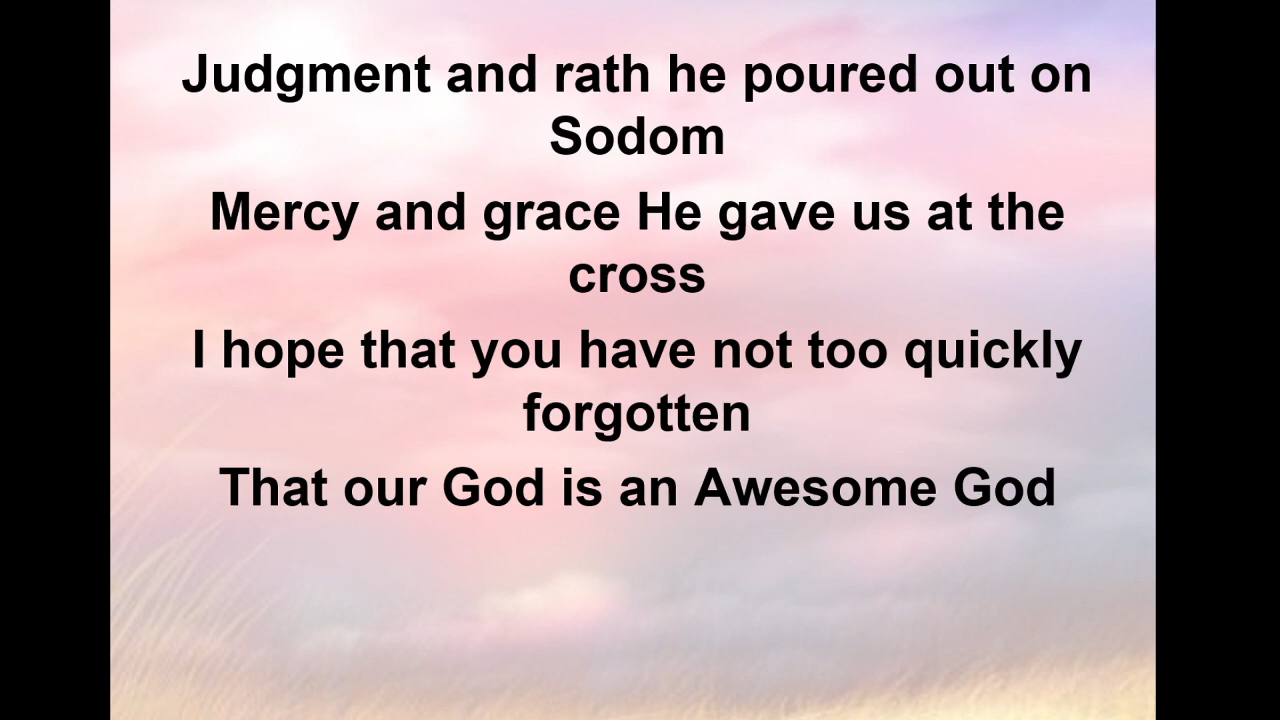 Judgment and rath he poured out on
Sodom
Mercy and grace He gave us at the
cross
I hope that you have not too quickly
forgotten
That our God is an Awesome God